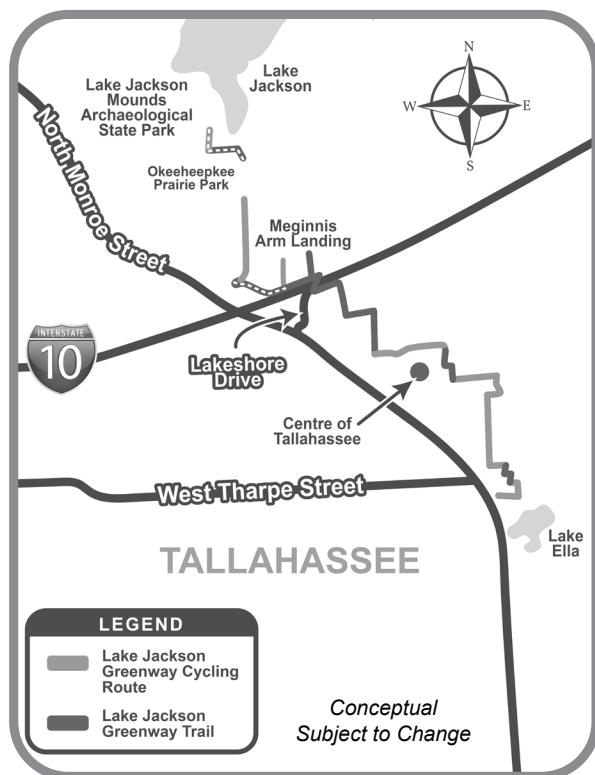 Lake Jackson
Mounds
Archaeological
State Park
Lake
Jackson
N
W
E
S
Okeeheepkee
Prairie Park
North Monroe Street
Meginnis
Arm Landing
INTERSTATE
10
Lakeshore
Drive
Centre of
Tallahassee
West Tharpe Street
Lake
Ella
TALLAHASSEE
LEGEND
Lake Jackson
Greenway Cycling
Route
Lake Jackson
Greenway Trail
Conceptual
Subject to Change